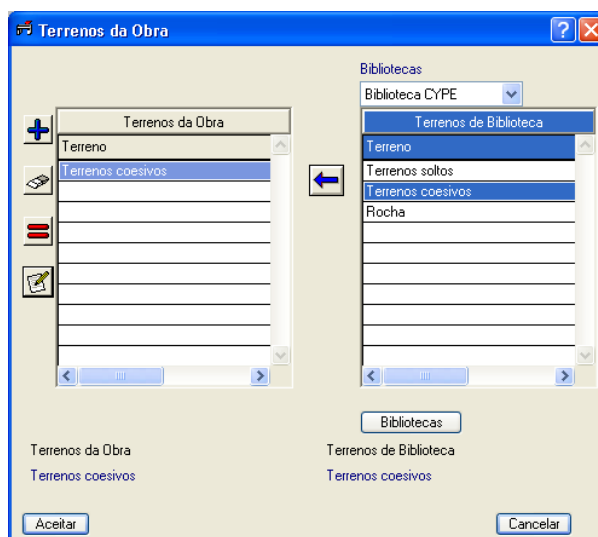 Terrenos da Obra
Bibliotecas
Biblioteca CYPE
Terrenos da Obra
Terreno
Terrenos coesivos
Terrenos de Biblioteca
Terreno
Terrenos soltos
Terrenos coesivos
Rocha
Bibliotecas
Terrenos da Obra
Terrenos de Biblioteca
Terrenos coesivos
Terrenos coesivos
Aceitar
Cancelar